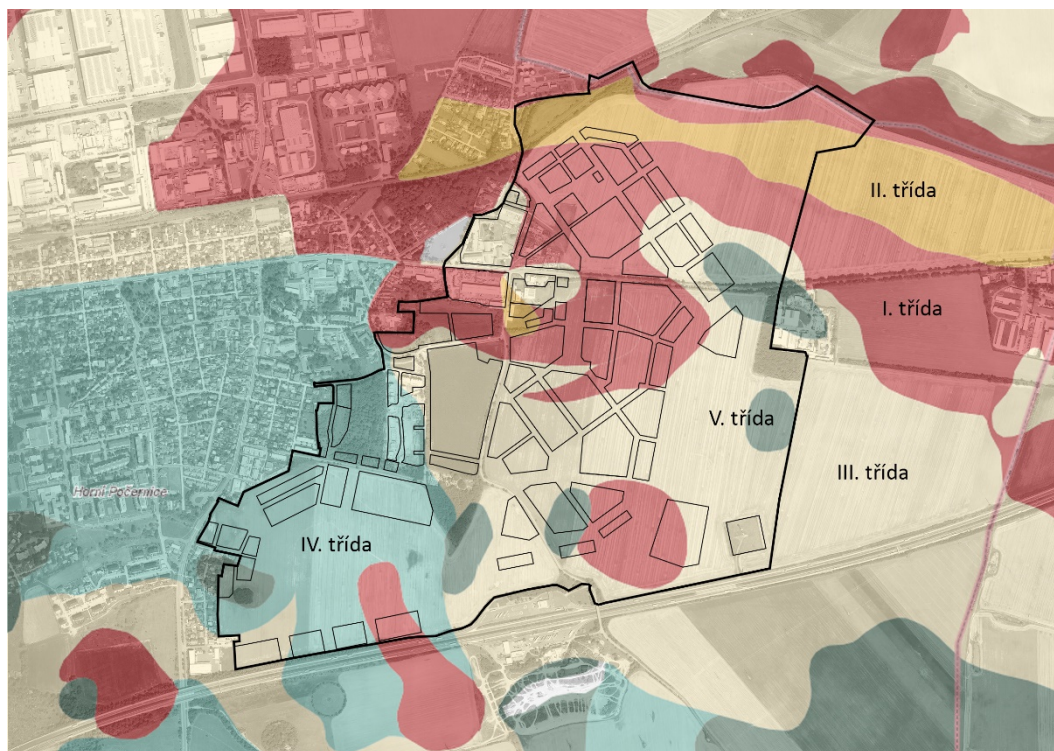 II. třída
I. třída
V. třída
III. třída
Horní Počernice
IV. třída